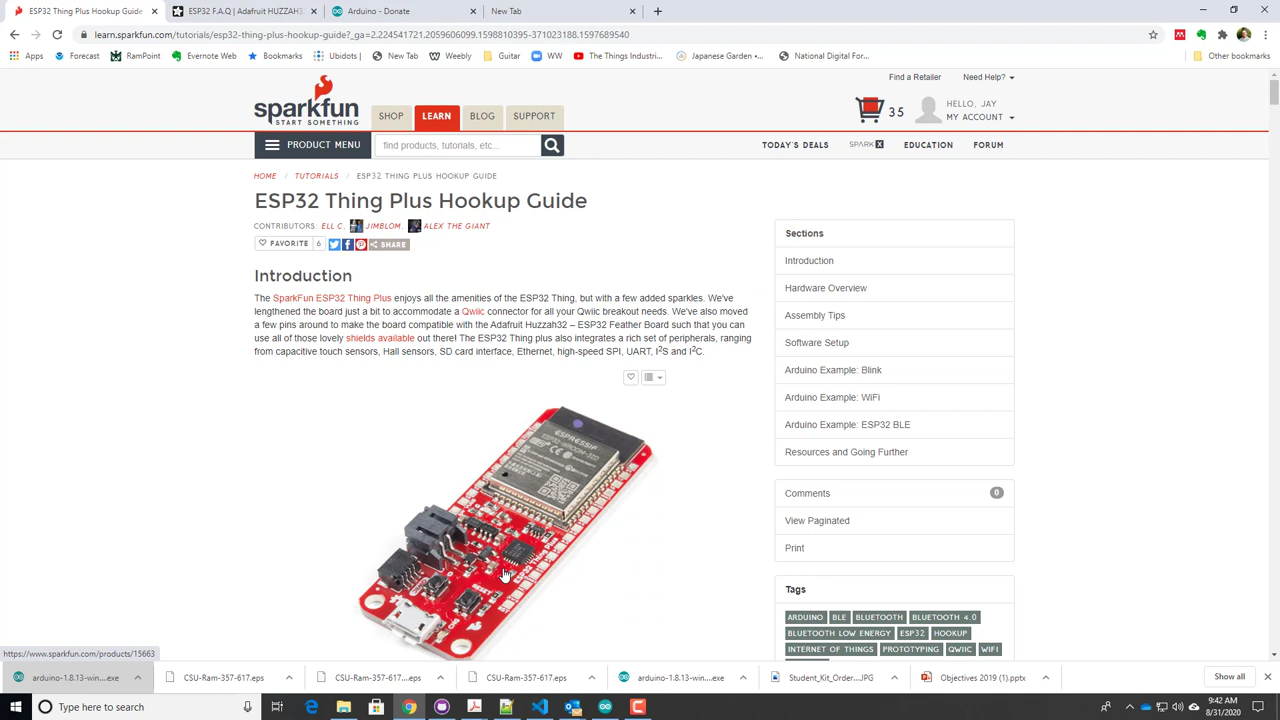 ESP32 Thing Plus Hookup Guide
ESP32 F.A.Q | Adafruit HUZZAH3
Arduino - Donate
New Tab
learn.sparkfun.com/tutorials/esp32-thing-plus-hookup-guide?_ga=2.224541721.2059606099.1598810395-371023188.1597689540
Apps
Forecast
RamPoint
Evernote Web
Bookmarks
Ubidots |
New Tab
Weebly
Guitar
WW
The Things Industri...
Japanese Garden -...
National Digital For...
Other bookmarks
Find a Retailer
Need Help?
sparkfun
START SOMETHING
SHOP
LEARN
BLOG
SUPPORT
35
HELLO, JAY
MY ACCOUNT
PRODUCT MENU
find products, tutorials, etc...
TODAY'S DEALS
SPARK X
EDUCATION
FORUM
HOME
TUTORIALS
ESP32 THING PLUS HOOKUP GUIDE
ESP32 Thing Plus Hookup Guide
CONTRIBUTORS: ELL C, JIMBLOM, ALEX THE GIANT
FAVORITE 6
SHARE
Introduction
The SparkFun ESP32 Thing Plus enjoys all the amenities of the ESP32 Thing, but with a few added sparkles. We've
lengthened the board just a bit to accommodate a Qwiic connector for all your Qwiic breakout needs. We've also moved
a few pins around to make the board compatible with the Adafruit Huzzah32 – ESP32 Feather Board such that you can
use all of those lovely shields available out there! The ESP32 Thing plus also integrates a rich set of peripherals, ranging
from capacitive touch sensors, Hall sensors, SD card interface, Ethernet, high-speed SPI, UART, I2S and I2C.
Sections
Introduction
Hardware Overview
Assembly Tips
Software Setup
Arduino Example: Blink
Arduino Example: WiFi
Arduino Example: ESP32 BLE
Resources and Going Further
Comments 0
View Paginated
Print
Tags
ARDUINO BLE BLUETOOTH BLUETOOTH 4.0
BLUETOOTH LOW ENERGY ESP32 HOOKUP
INTERNET OF THINGS PROTOTYPING QWIIC WIFI
ESPRESSIF
ESP32-WROOM-32D
RESET
https://www.sparkfun.com/products/15663
arduino-1.8.13-win....exe
CSU-Ram-357-617.eps
CSU-Ram-357-617....eps
CSU-Ram-357-617....eps
arduino-1.8.13-win....exe
Student_Kit_Order....JPG
Objectives 2019 (1).pptx
Show all
Type here to search
9:42 AM
8/31/2020
8